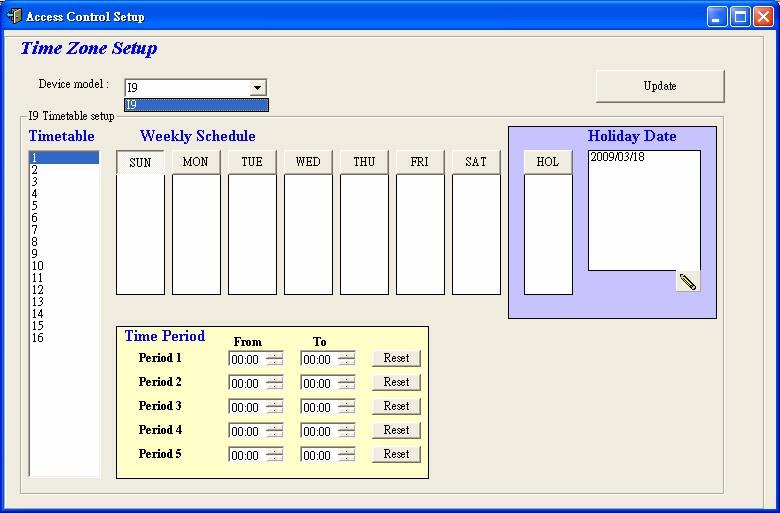 Access Control Setup
Time Zone Setup
Device model :
I9
I9
Update
I9 Timetable setup
Timetable
Weekly Schedule
Holiday Date
1
2
3
4
5
6
7
8
9
10
11
12
13
14
15
16
SUN MON TUE WED THU FRI SAT HOL
2009/03/18
Time Period
From To
Period 1 00:00 00:00 Reset
Period 2 00:00 00:00 Reset
Period 3 00:00 00:00 Reset
Period 4 00:00 00:00 Reset
Period 5 00:00 00:00 Reset